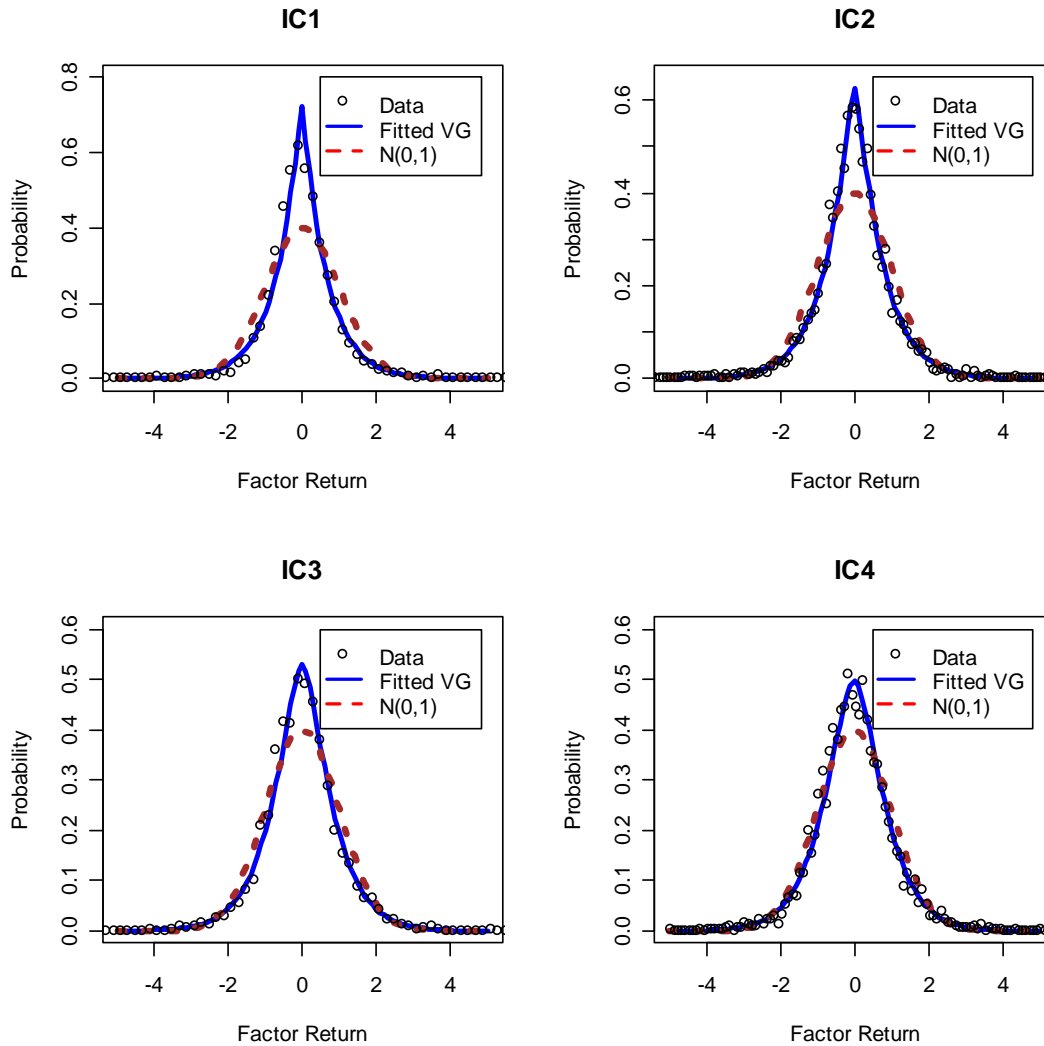 IC1
0.8
0.6
0.4
0.2
0.0
Probability
Data
Fitted VG
N(0,1)
-4 -2 0 2 4
Factor Return
IC2
0.6
0.4
0.2
0.0
Probability
Data
Fitted VG
N(0,1)
-4 -2 0 2 4
Factor Return
IC3
0.6
0.5
0.4
0.3
0.2
0.1
0.0
Probability
Data
Fitted VG
N(0,1)
-4 -2 0 2 4
Factor Return
IC4
0.6
0.5
0.4
0.3
0.2
0.1
0.0
Probability
Data
Fitted VG
N(0,1)
-4 -2 0 2 4
Factor Return